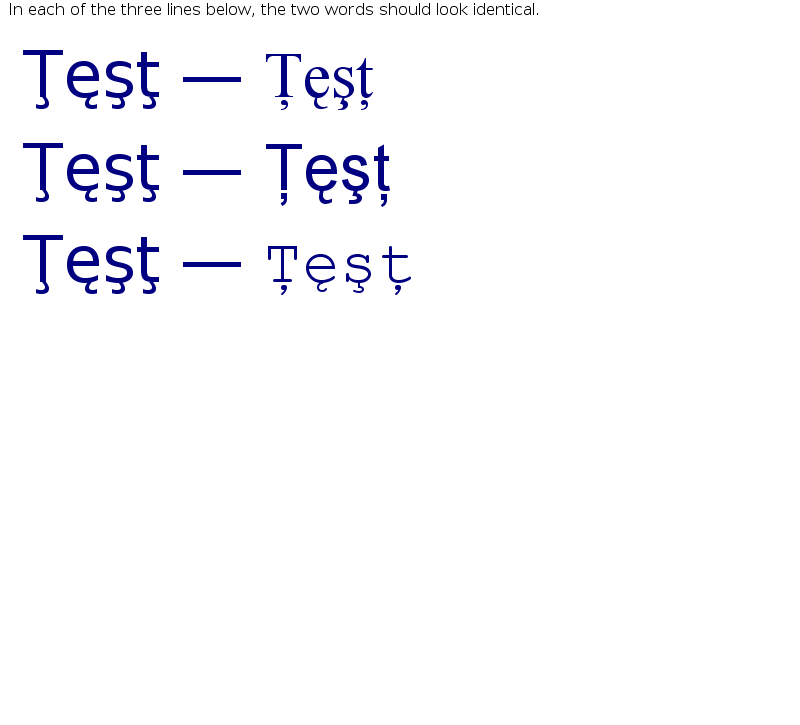 In each of the three lines below, the two words should look identical.
Ţęşţ — Ţęşţ
Ţęşţ — Ţęşţ
Ţęşţ — Ţęşţ